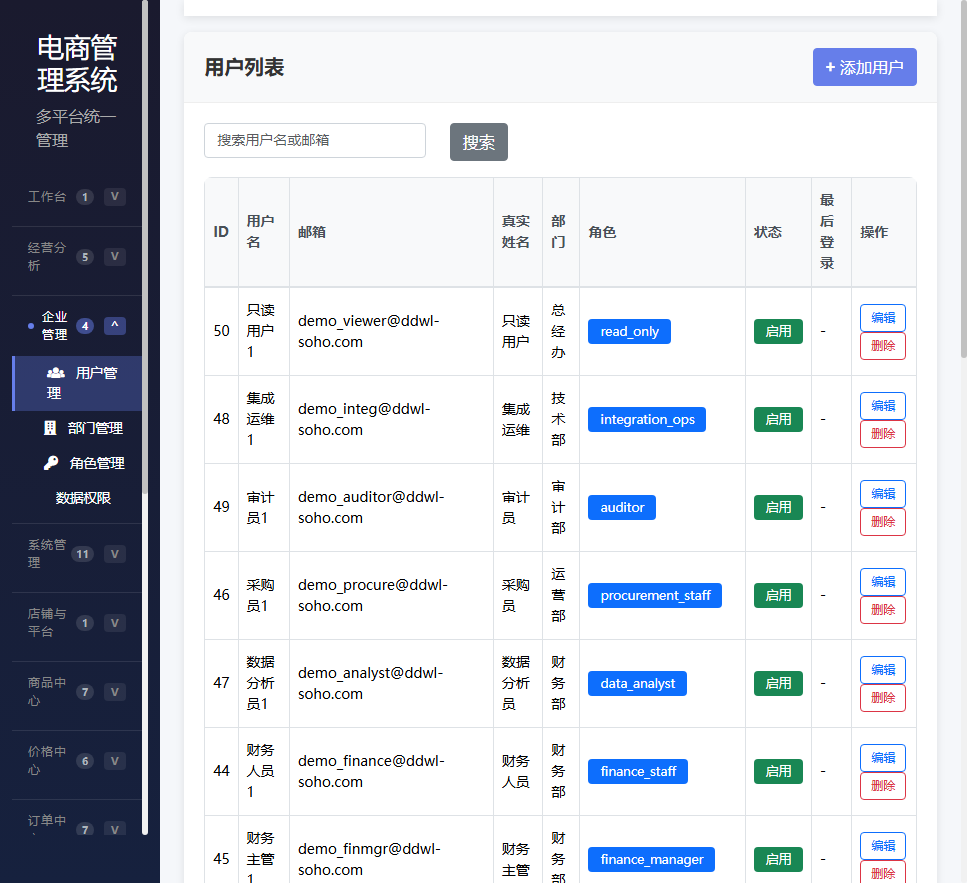 电商管
理系统
多平台统一
管理
工作台 1 V
经营分
析 5 V
企业
管理 4 ^
用户管
理
部门管理
角色管理
数据权限
系统管
理 11 V
店铺与
平台 1 V
商品中
心 7 V
价格中
心 6 V
订单中
7 V
用户列表
+ 添加用户
搜索用户名或邮箱
搜索
ID 用户名 邮箱 真实姓名 部门 角色 状态 最后登录 操作
50 只读用户1 demo_viewer@ddwl-soho.com 只读用户 总经办 read_only 启用 - 编辑 删除
48 集成运维1 demo_integ@ddwl-soho.com 集成运维 技术部 integration_ops 启用 - 编辑 删除
49 审计员1 demo_auditor@ddwl-soho.com 审计员 审计部 auditor 启用 - 编辑 删除
46 采购员1 demo_procure@ddwl-soho.com 采购员 运营部 procurement_staff 启用 - 编辑 删除
47 数据分析员1 demo_analyst@ddwl-soho.com 数据分析员 财务部 data_analyst 启用 - 编辑 删除
44 财务人员1 demo_finance@ddwl-soho.com 财务人员 财务部 finance_staff 启用 - 编辑 删除
45 财务主管1 demo_finmgr@ddwl-soho.com 财务主管 财务部 finance_manager 启用 - 编辑 删除